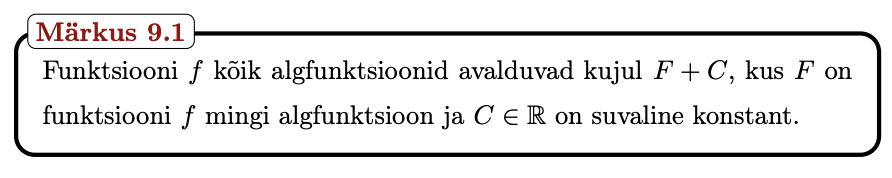 Märkus 9.1
Funktsiooni f kõik algfunktsioonid avalduvad kujul F + C, kus F on
funktsiooni f mingi algfunktsioon ja C ∈ ℝ on suvaline konstant.